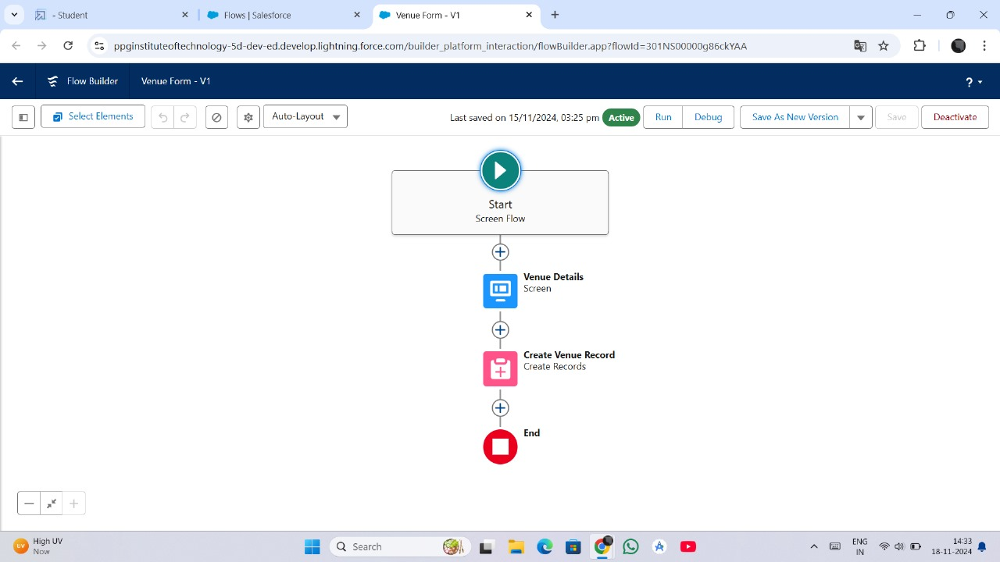 - Student
Flows | Salesforce
Venue Form - V1
ppginstituteoftechnology-5d-dev-ed.develop.lightning.force.com/builder_platform_interaction/flowBuilder.app?flowId=301NS00000g86ckYAA
Flow Builder
Venue Form - V1
?
Select Elements
Auto-Layout
Last saved on 15/11/2024, 03:25 pm
Active
Run
Debug
Save As New Version
Save
Deactivate
Start
Screen Flow
Venue Details
Screen
Create Venue Record
Create Records
End
UV
High UV
Now
Search
ENG
IN
14:33
18-11-2024